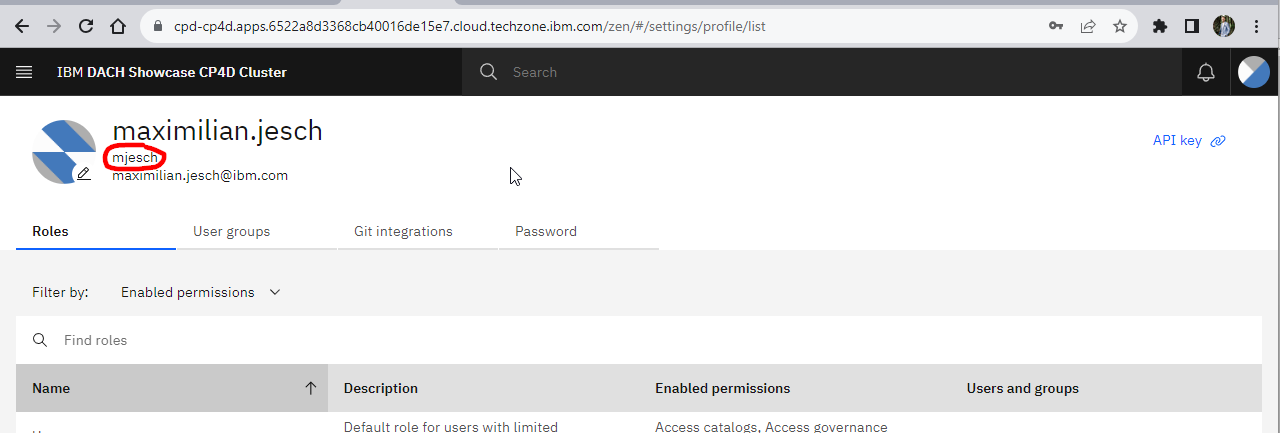 cpd-cp4d.apps.6522a8d3368cb40016de15e7.cloud.techzone.ibm.com/zen/#/settings/profile/list
IBM DACH Showcase CP4D Cluster
Search
maximilian.jesch
mjesch
maximilian.jesch@ibm.com
API key
Roles
User groups
Git integrations
Password
Filter by:
Enabled permissions
Find roles
Name
Description
Enabled permissions
Users and groups
Default role for users with limited
Access catalogs, Access governance